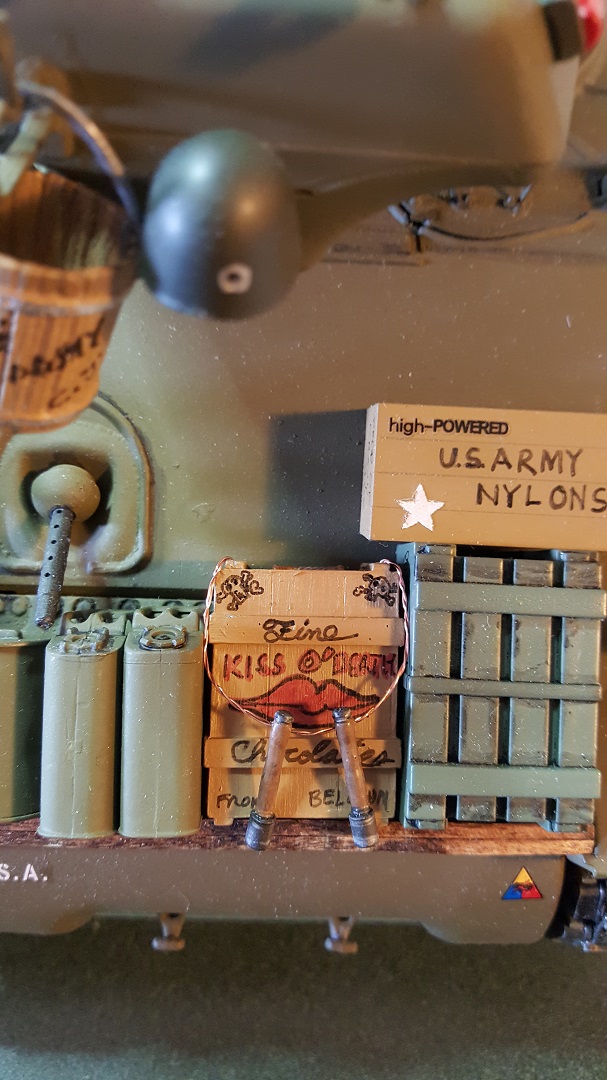 high-POWERED
U.S ARMY
NYLONS
Fine
KISS O'DEATH
Chocolates
FROM
S.A.